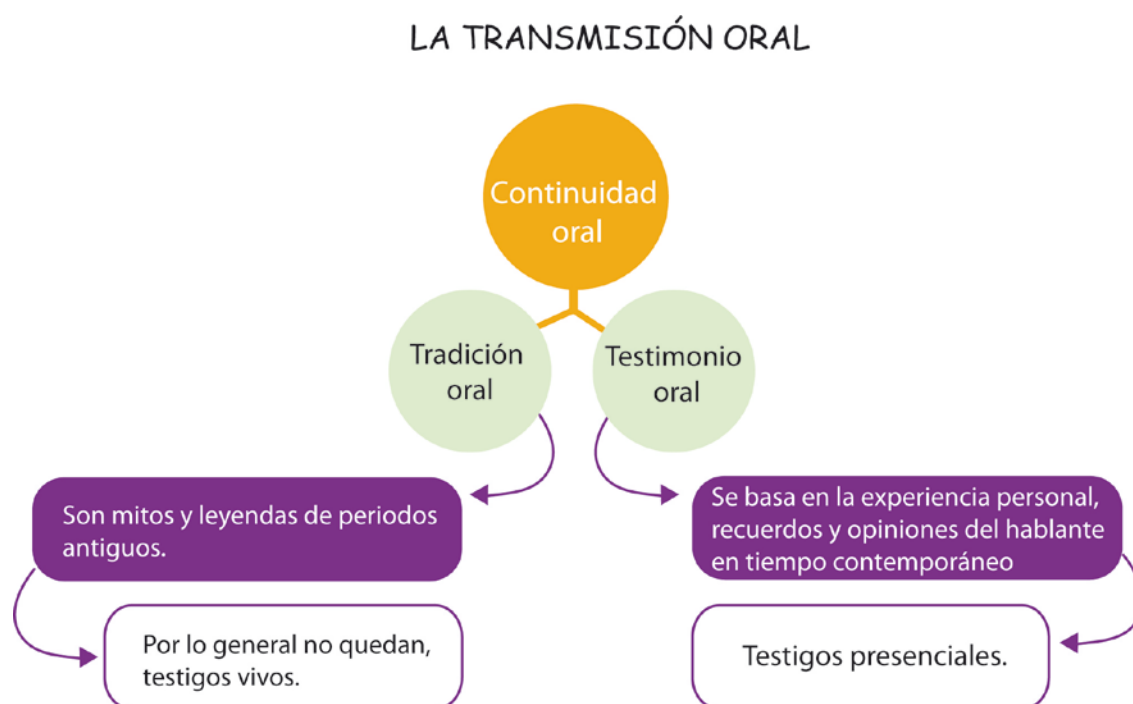 LA TRANSMISIÓN ORAL
Continuidad
oral
Tradición
oral
Testimonio
oral
Son mitos y leyendas de periodos
antiguos.
Por lo general no quedan,
testigos vivos.
Se basa en la experiencia personal,
recuerdos y opiniones del hablante
en tiempo contemporáneo
Testigos presenciales.